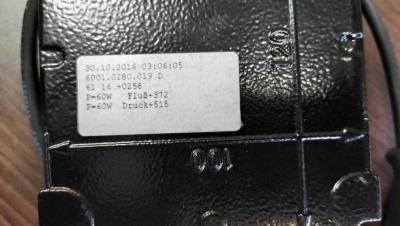 30.10.2016 03:06:05
6001.0280.019 D
61 16 +0258
P=60W Fluß+372
P=60W Druck+515
120
100